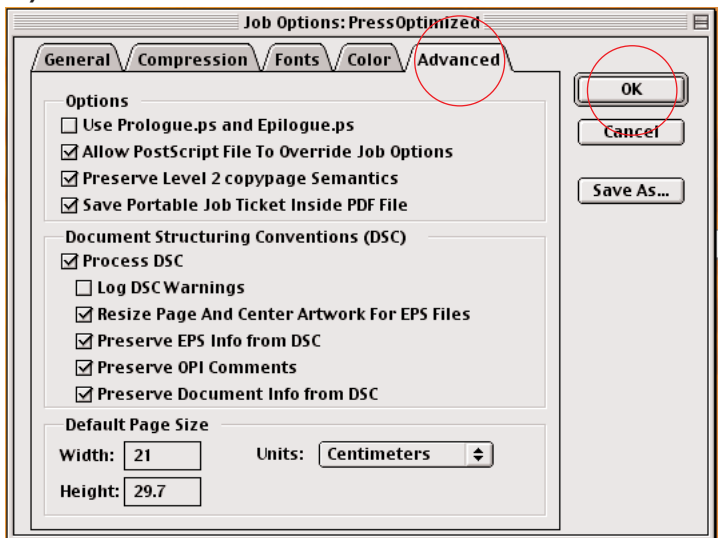 Job Options: PressOptimized
General Compression Fonts Color Advanced
OK
Cancel
Save As...
Options
Use Prologue.ps and Epilogue.ps
Allow PostScript File To Override Job Options
Preserve Level 2 copypage Semantics
Save Portable Job Ticket Inside PDF File
Document Structuring Conventions (DSC)
Process DSC
Log DSC Warnings
Resize Page And Center Artwork For EPS Files
Preserve EPS Info from DSC
Preserve OPI Comments
Preserve Document Info from DSC
Default Page Size
Width: 21 Units: Centimeters
Height: 29.7